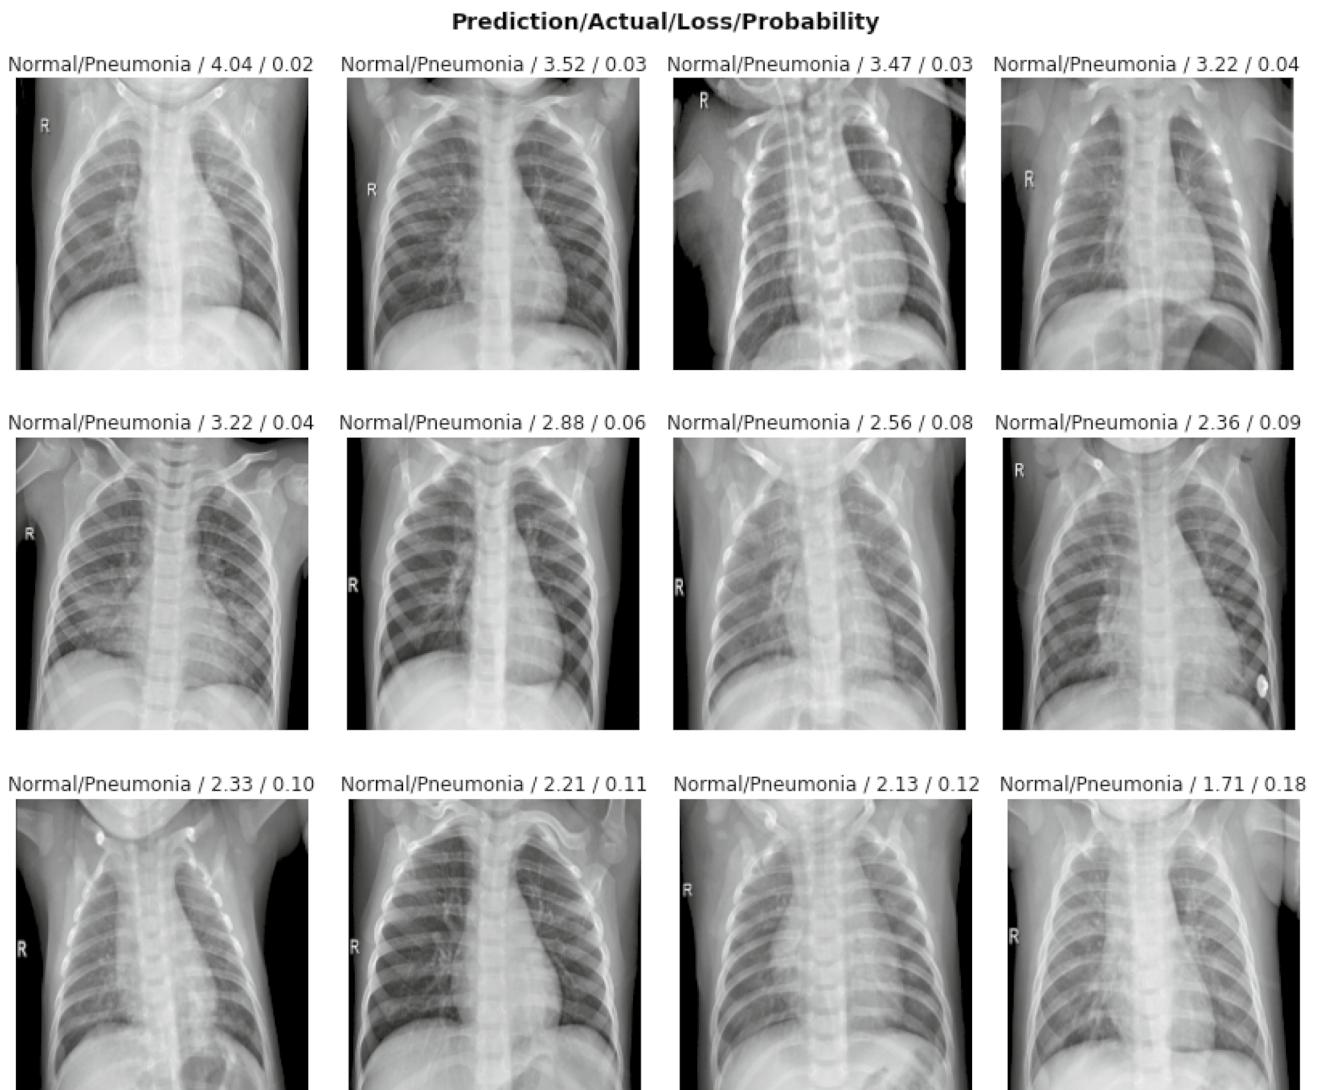 Prediction/Actual/Loss/Probability
Normal/Pneumonia / 4.04 / 0.02
Normal/Pneumonia / 3.52 / 0.03
Normal/Pneumonia / 3.47 / 0.03
Normal/Pneumonia / 3.22 / 0.04
R
R
R
R
Normal/Pneumonia / 3.22 / 0.04
Normal/Pneumonia / 2.88 / 0.06
Normal/Pneumonia / 2.56 / 0.08
Normal/Pneumonia / 2.36 / 0.09
R
R
R
R
Normal/Pneumonia / 2.33 / 0.10
Normal/Pneumonia / 2.21 / 0.11
Normal/Pneumonia / 2.13 / 0.12
Normal/Pneumonia / 1.71 / 0.18
R
R
R
R